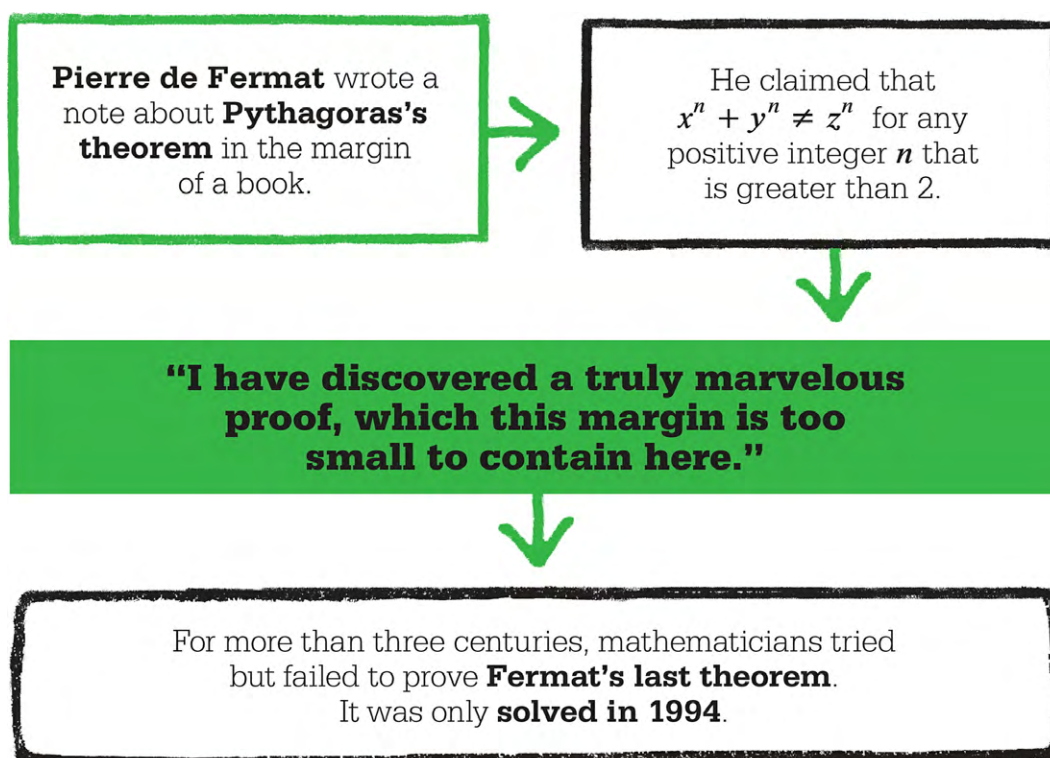 Pierre de Fermat wrote a
note about Pythagoras’s
theorem in the margin
of a book.
He claimed that
xⁿ + yⁿ ≠ zⁿ for any
positive integer n that
is greater than 2.
“I have discovered a truly marvelous
proof, which this margin is too
small to contain here.”
For more than three centuries, mathematicians tried
but failed to prove Fermat’s last theorem.
It was only solved in 1994.